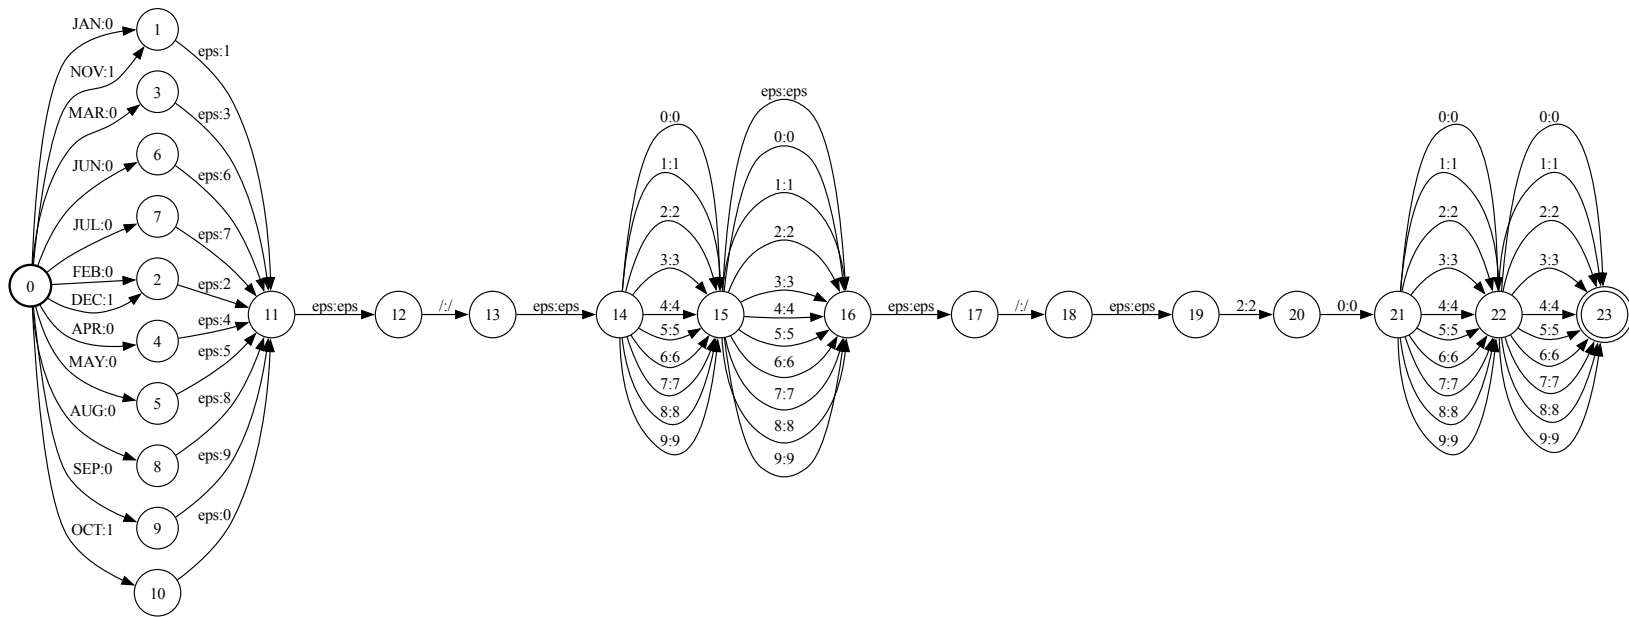 JAN:0
NOV:1
MAR:0
JUN:0
JUL:0
FEB:0
DEC:1
APR:0
MAY:0
AUG:0
SEP:0
OCT:1
0
1
3
6
7
2
4
5
8
9
10
eps:1
eps:3
eps:6
eps:7
eps:2
eps:4
eps:5
eps:8
eps:9
eps:0
11
eps:eps
12
/:/
13
eps:eps
14
0:0
1:1
2:2
3:3
4:4
5:5
6:6
7:7
8:8
9:9
15
eps:eps
0:0
1:1
2:2
3:3
4:4
5:5
6:6
7:7
8:8
9:9
16
eps:eps
17
/:/
18
eps:eps
19
2:2
20
0:0
21
0:0
1:1
2:2
3:3
4:4
5:5
6:6
7:7
8:8
9:9
22
0:0
1:1
2:2
3:3
4:4
5:5
6:6
7:7
8:8
9:9
23